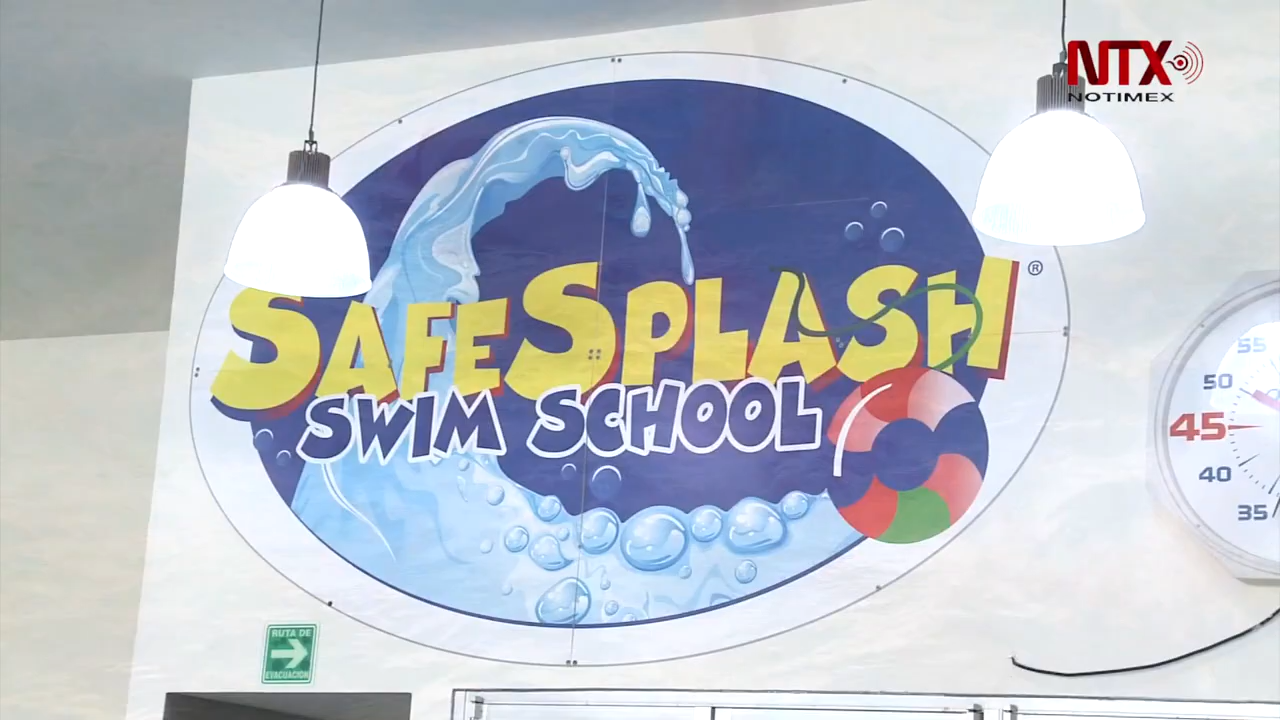 NTX
NOTIMEX
SAFESPLASH®
SWIM SCHOOL
55
50
45
40
35
RUTA DE
EVACUACIÓN